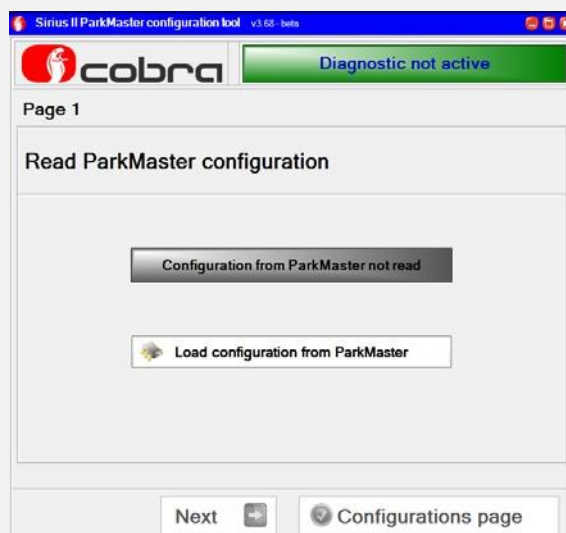 Sirius II ParkMaster configuration tool v3.68 - beta
cobra
Diagnostic not active
Page 1
Read ParkMaster configuration
Configuration from ParkMaster not read
Load configuration from ParkMaster
Next
Configurations page